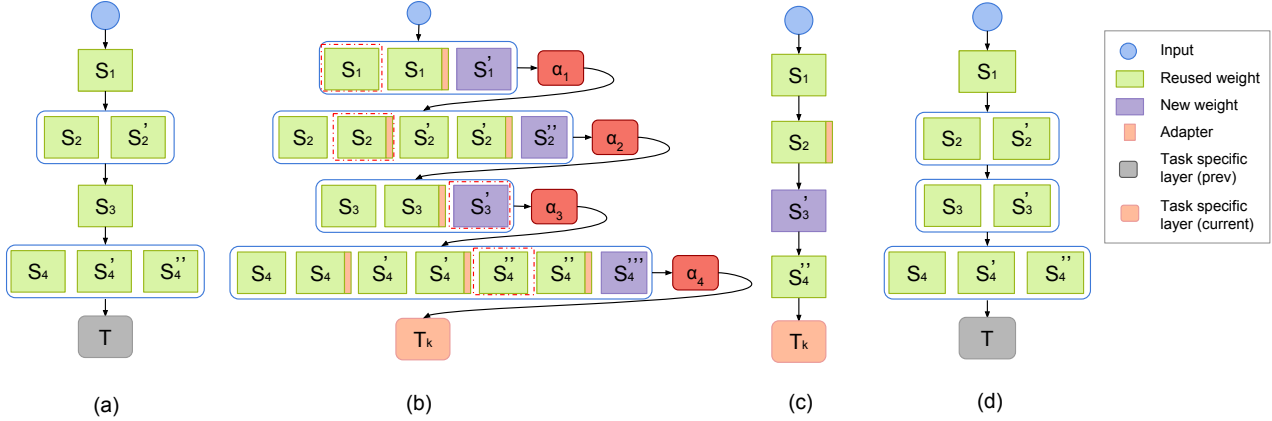 S1
S2 S2'
S3
S4 S4' S4''
T
(a)
S1 S1 S1' α1
S2 S2 S2' S2' S2'' α2
S3 S3 S3' α3
S4 S4 S4' S4' S4'' S4'' S4''' α4
Tk
(b)
S1
S2
S3'
S4''
Tk
(c)
S1
S2 S2'
S3 S3'
S4 S4' S4''
T
(d)
Input
Reused weight
New weight
Adapter
Task specific
layer (prev)
Task specific
layer (current)